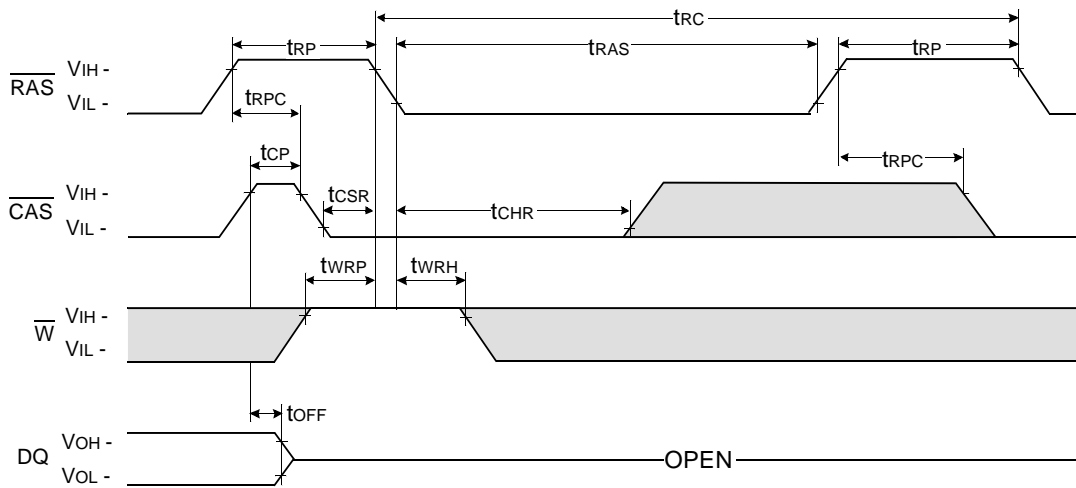 tRC
tRP
tRAS
tRP
RAS
VIH -
VIL -
tRPC
tCP
tRPC
CAS
VIH -
VIL -
tCSR
tCHR
tWRP
tWRH
W
VIH -
VIL -
tOFF
DQ
VOH -
VOL -
OPEN